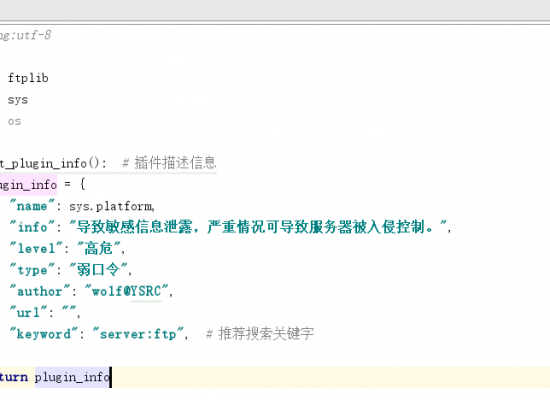 ng:utf-8
ftplib
sys
os
t_plugin_info(): # 插件描述信息
ugin_info = {
"name": sys.platform,
"info": "导致敏感信息泄露，严重情况可导致服务器被入侵控制。",
"level": "高危",
"type": "弱口令",
"author": "wolf@YSRC",
"url": "",
"keyword": "server:ftp", # 推荐搜索关键字
turn plugin_info